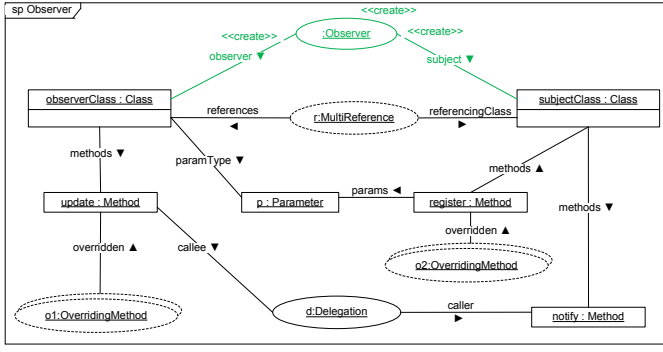 sp Observer
<<create>>
<<create>>
<<create>>
:Observer
observer ▼
subject ▼
observerClass : Class
subjectClass : Class
references
◄
r:MultiReference
referencingClass
►
methods ▼
paramType ▼
methods ▲
update : Method
p : Parameter
params ◄
register : Method
methods ▼
overridden ▲
callee ▼
overridden ▲
o2:OverridingMethod
o1:OverridingMethod
d:Delegation
caller
►
notify : Method